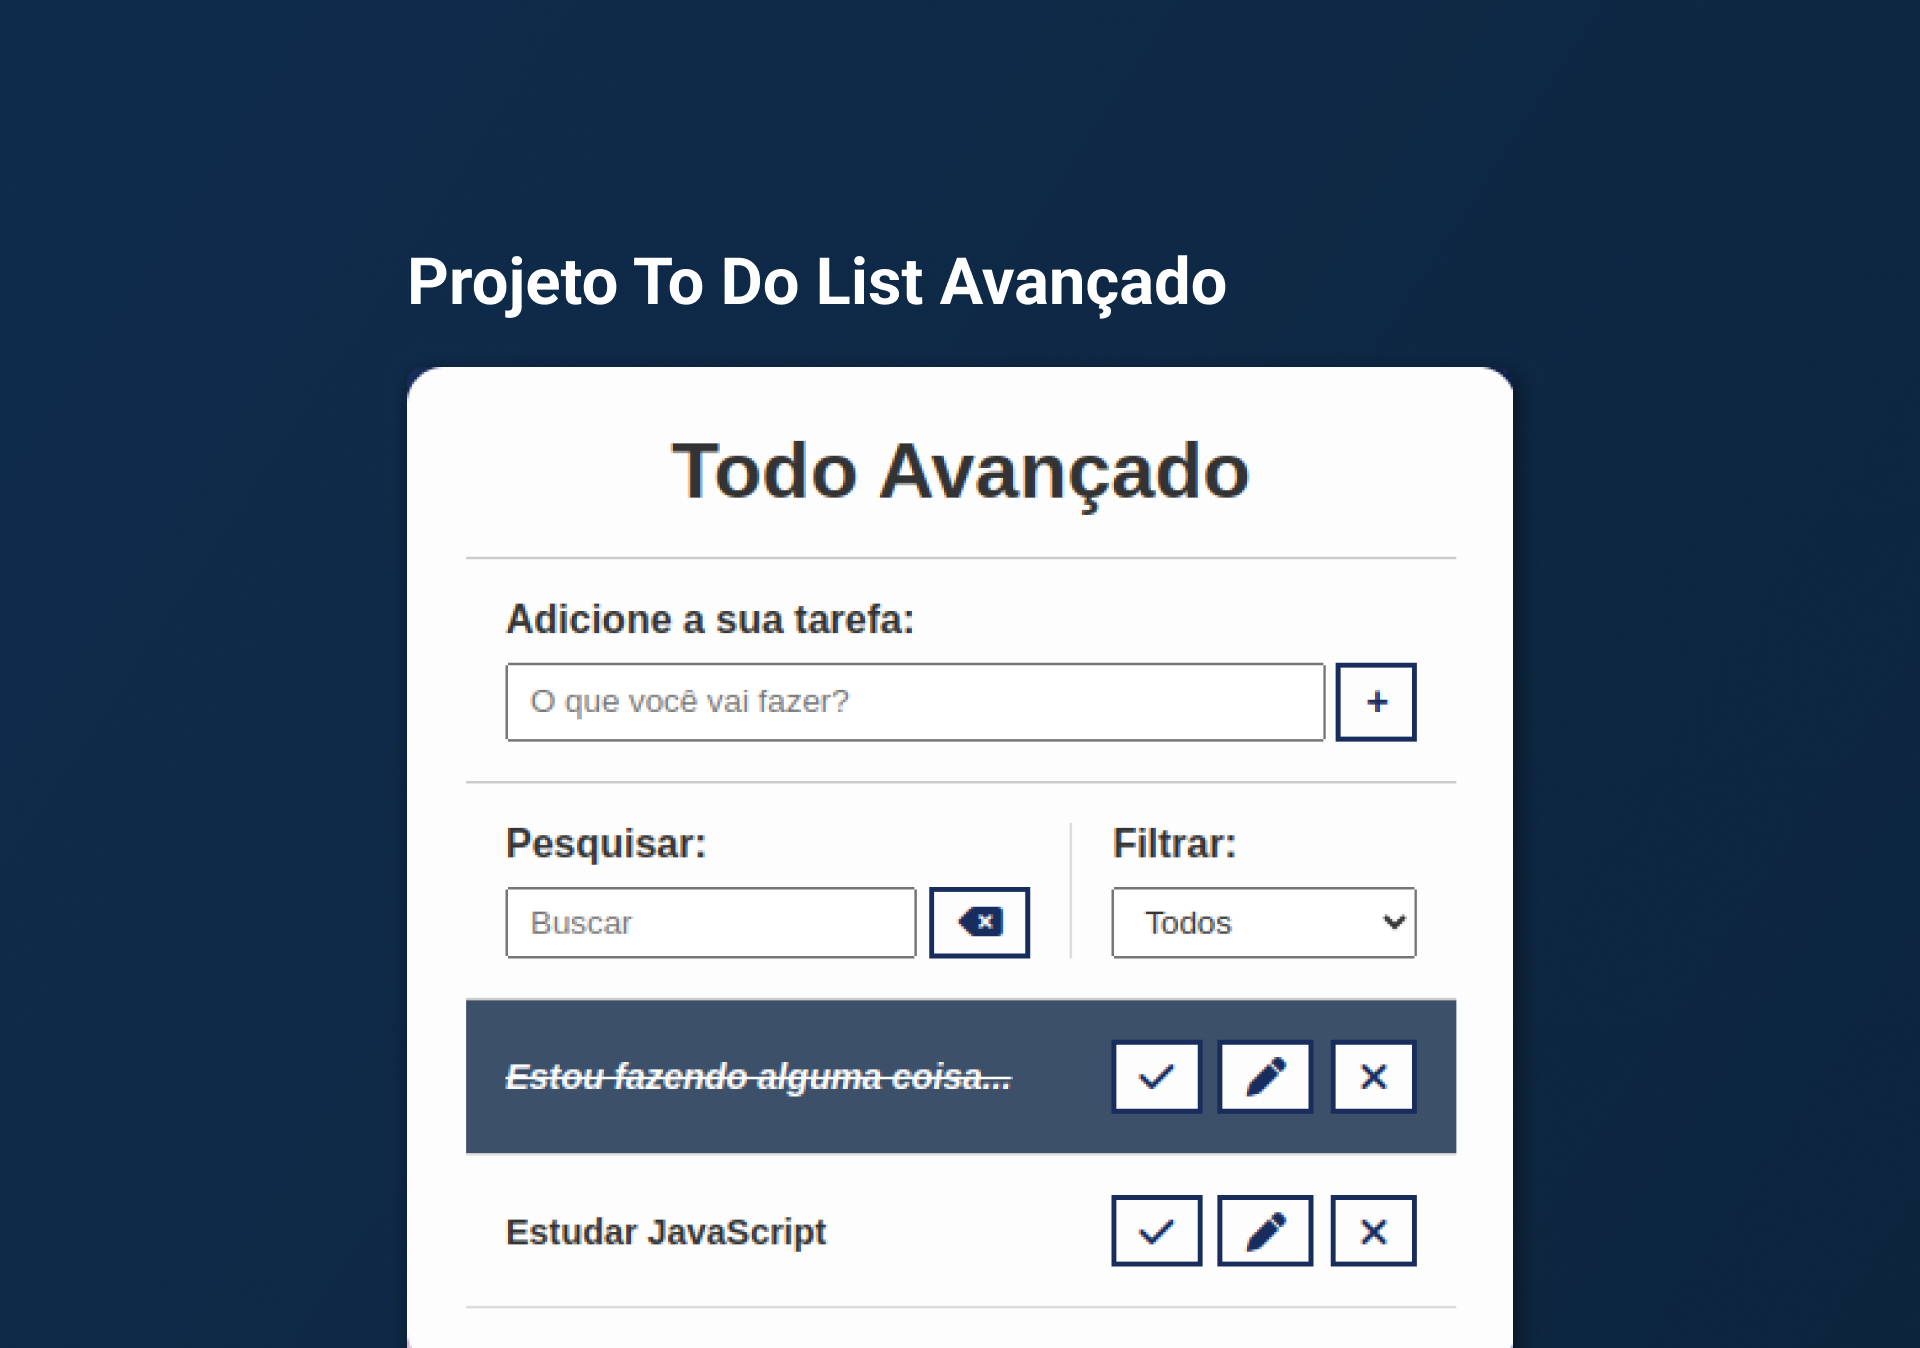 Projeto To Do List Avançado
Todo Avançado
Adicione a sua tarefa:
O que você vai fazer?
+
Pesquisar:
Filtrar:
Buscar
Todos
Estou fazendo alguma coisa...
Estudar JavaScript